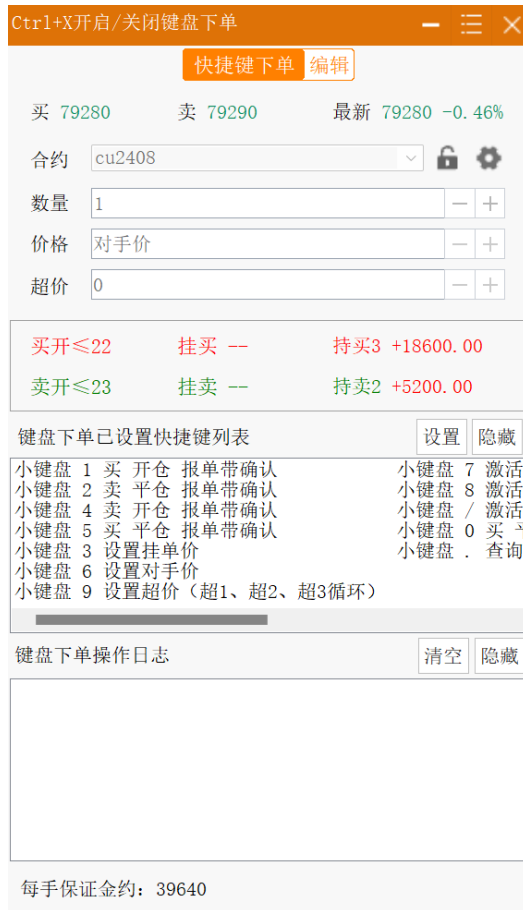 Ctrl+X开启/关闭键盘下单
快捷键下单 编辑
买 79280 卖 79290 最新 79280 -0.46%
合约 cu2408
数量 1
价格 对手价
超价 0
买开≤22 挂买 -- 持买3 +18600.00
卖开≤23 挂卖 -- 持卖2 +5200.00
键盘下单已设置快捷键列表 设置 隐藏
小键盘 1 买 开仓 报单带确认 小键盘 7 激活
小键盘 2 卖 平仓 报单带确认 小键盘 8 激活
小键盘 4 卖 开仓 报单带确认 小键盘 / 激活
小键盘 5 买 平仓 报单带确认 小键盘 0 买
小键盘 3 设置挂单价 小键盘 . 查询
小键盘 6 设置对手价
小键盘 9 设置超价（超1、超2、超3循环）
键盘下单操作日志 清空 隐藏
每手保证金约：39640